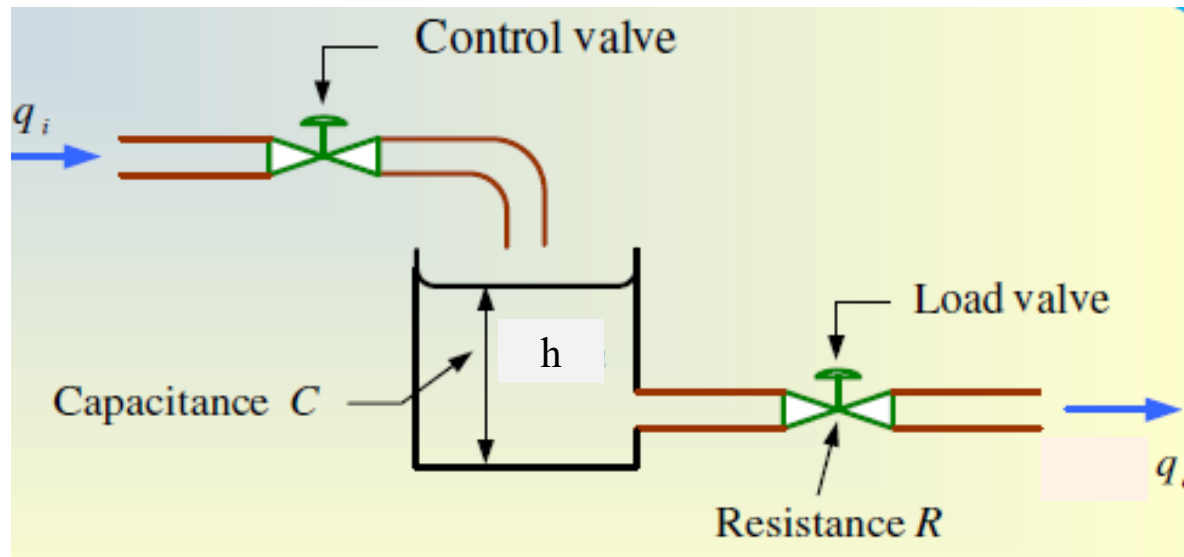 Control valve
q i
h
Load valve
Capacitance C
q
Resistance R